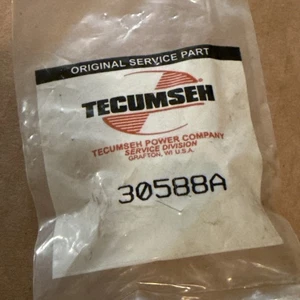 ORIGINAL SERVICE PART
TECUMSEH
TECUMSEH POWER COMPANY
SERVICE DIVISION
GRAFTON, WI U.S.A.
30588A